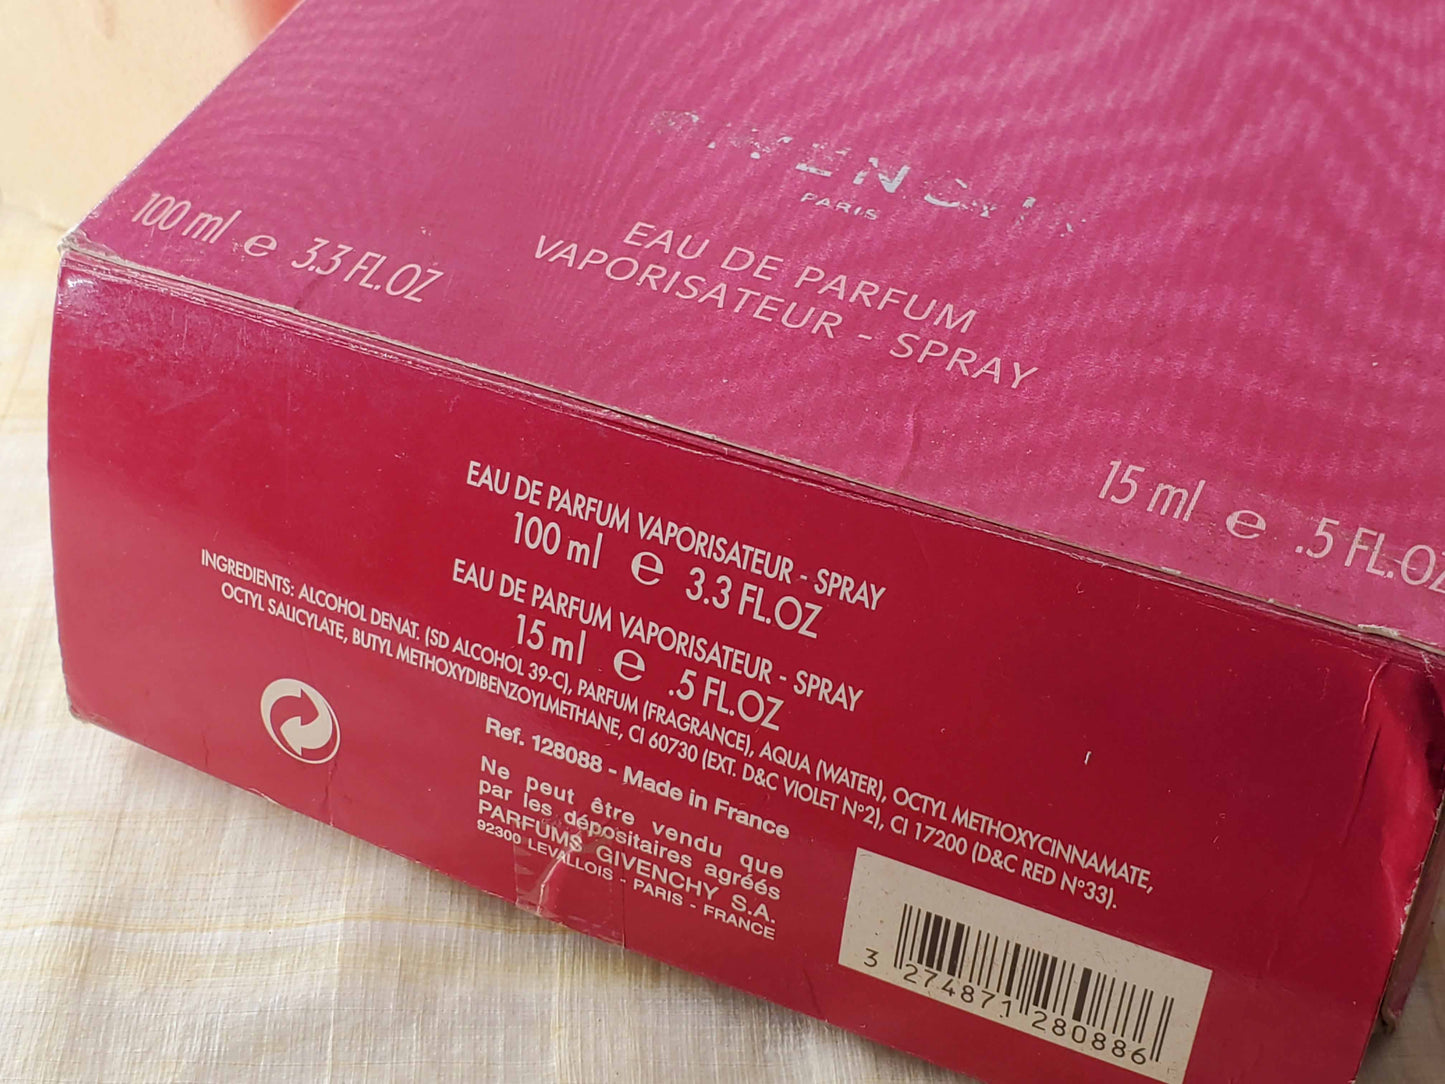 PARIS
EAU DE PARFUM
VAPORISATEUR - SPRAY
100 ml ℮ 3.3 FL.OZ
15 ml ℮ .5 FL.OZ
EAU DE PARFUM VAPORISATEUR - SPRAY
100 ml ℮ 3.3 FL.OZ
EAU DE PARFUM VAPORISATEUR - SPRAY
15 ml ℮ .5 FL.OZ
INGREDIENTS: ALCOHOL DENAT. (SD ALCOHOL 39-C), PARFUM (FRAGRANCE), AQUA (WATER), OCTYL METHOXYCINNAMATE,
OCTYL SALICYLATE, BUTYL METHOXYDIBENZOYLMETHANE, CI 60730 (EXT. D&C VIOLET N°2), CI 17200 (D&C RED N°33).
Ref. 128088 - Made in France
Ne peut être vendu que
par les dépositaires agréés
PARFUMS GIVENCHY S.A.
92300 LEVALLOIS - PARIS - FRANCE
3 274871 280886